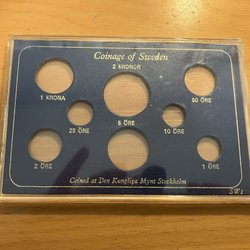 Coinage of Sweden
2 KRONOR
1 KRONA
50 ÖRE
25 ÖRE
5 ÖRE
10 ÖRE
2 ÖRE
1 ÖRE
Coined at Den Kungliga Mynt Stockholm
SW1